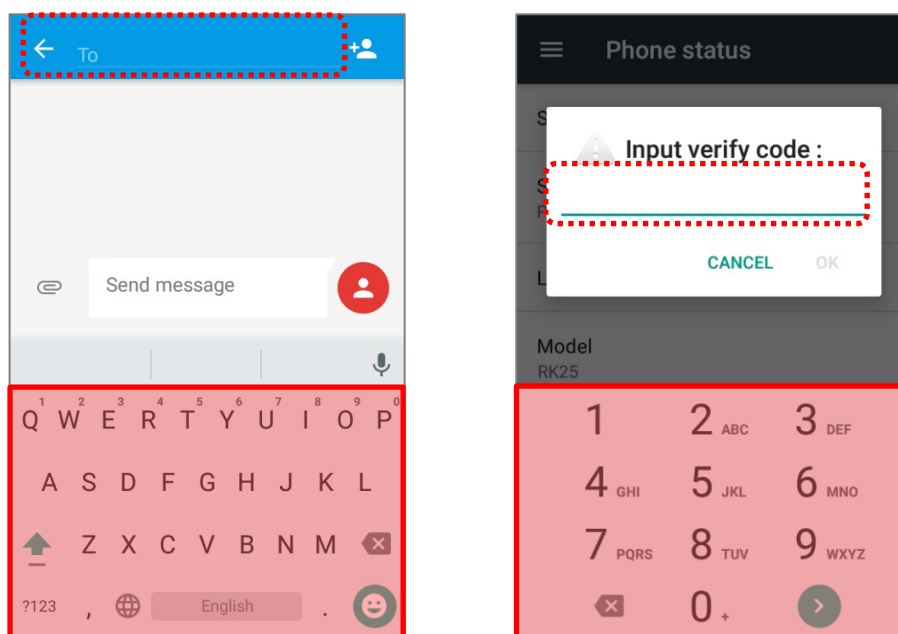 To
Send message
1 2 3 4 5 6 7 8 9 0
Q W E R T Y U I O P
A S D F G H J K L
Z X C V B N M
?123 , English .
Phone status
S
Input verify code :
S
R
CANCEL OK
L
Model
RK25
1 2 ABC 3 DEF
4 GHI 5 JKL 6 MNO
7 PQRS 8 TUV 9 WXYZ
0 +